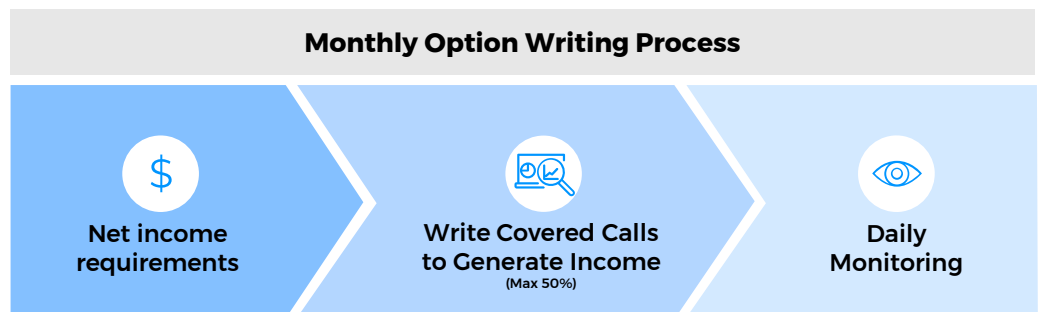 Monthly Option Writing Process
$
Net income
requirements
Write Covered Calls
to Generate Income
(Max 50%)
Daily
Monitoring